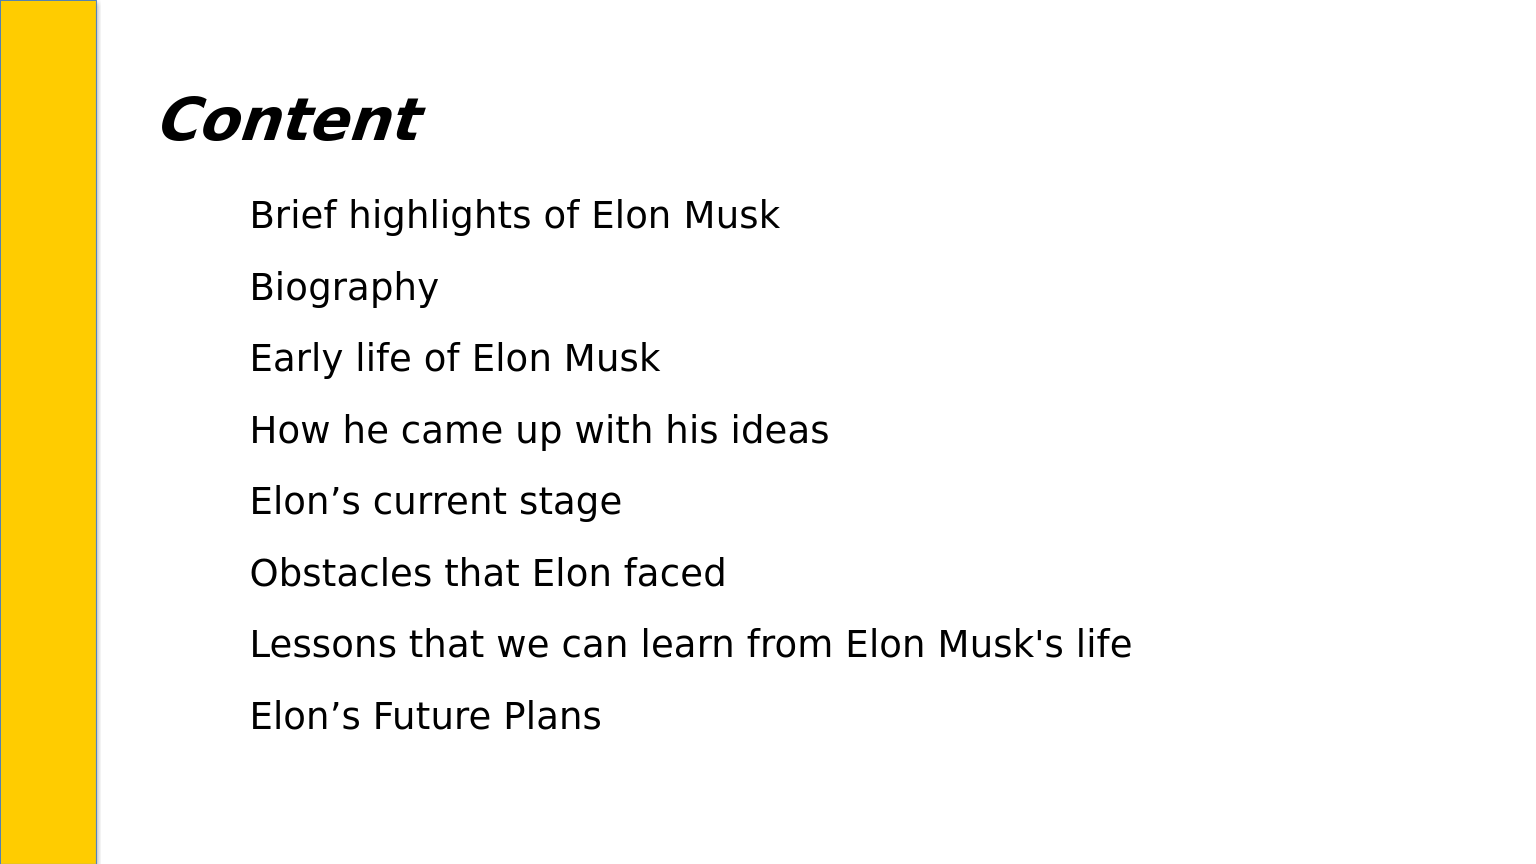 Content
Brief highlights of Elon Musk
Biography
Early life of Elon Musk
How he came up with his ideas
Elon’s current stage
Obstacles that Elon faced
Lessons that we can learn from Elon Musk's life
Elon’s Future Plans